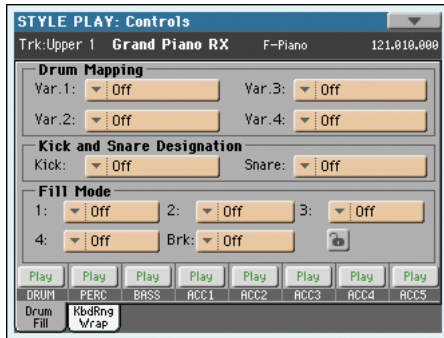 STYLE PLAY: Controls
Trk:Upper 1 Grand Piano RX F-Piano 121.010.000
Drum Mapping
Var.1: Off Var.3: Off
Var.2: Off Var.4: Off
Kick and Snare Designation
Kick: Off Snare: Off
Fill Mode
1: Off 2: Off 3: Off
4: Off Brk: Off
Play Play Play Play Play Play Play Play
DRUM PERC BASS ACC1 ACC2 ACC3 ACC4 ACC5
Drum KbdRng
Fill Wrap